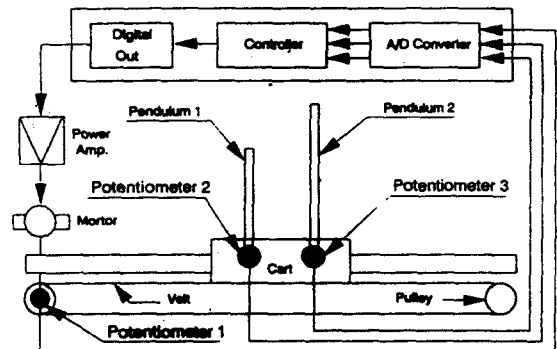 Digital
Out
Controller
A/D Converter
Pendulum 1
Pendulum 2
Power
Amp.
Potentiometer 2
Potentiometer 3
Mortor
Cart
Velt
Pulley
Potentiometer 1